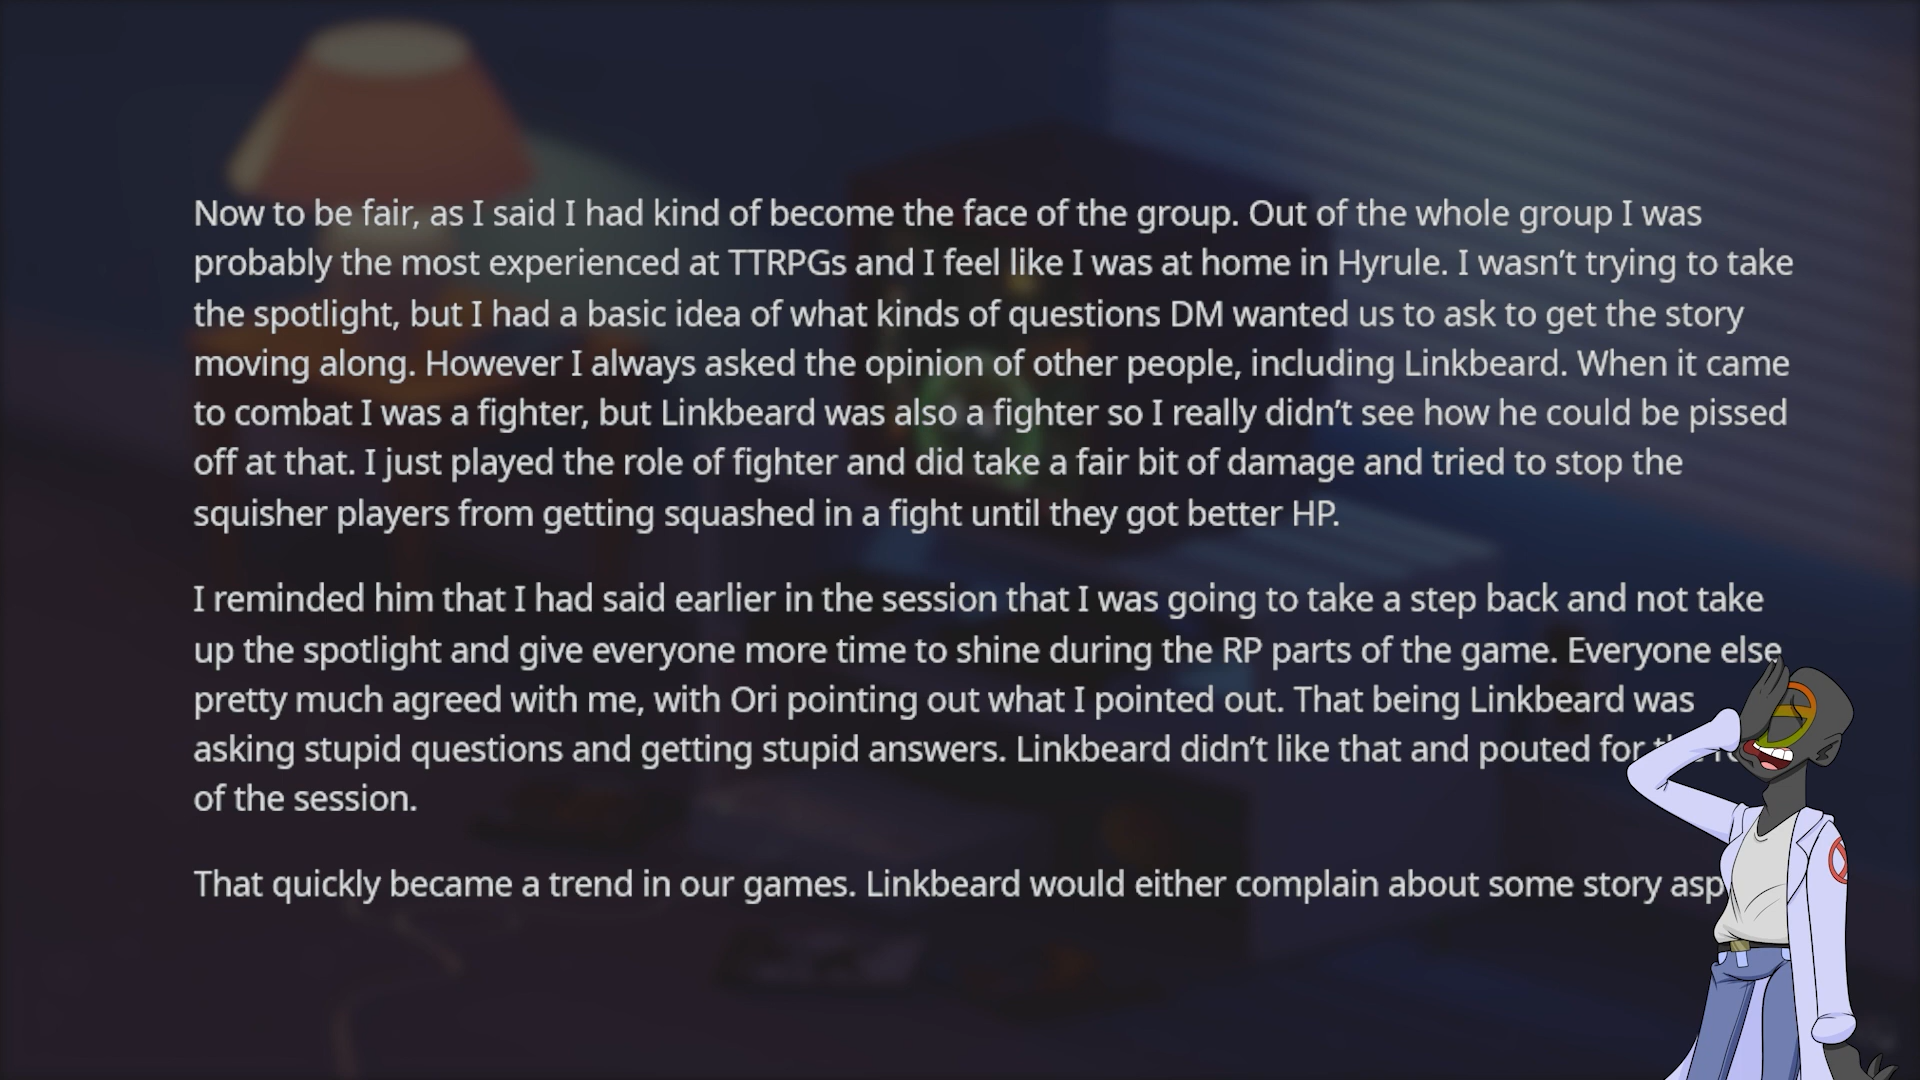 Now to be fair, as I said I had kind of become the face of the group. Out of the whole group I was
probably the most experienced at TTRPGs and I feel like I was at home in Hyrule. I wasn’t trying to take
the spotlight, but I had a basic idea of what kinds of questions DM wanted us to ask to get the story
moving along. However I always asked the opinion of other people, including Linkbeard. When it came
to combat I was a fighter, but Linkbeard was also a fighter so I really didn’t see how he could be pissed
off at that. I just played the role of fighter and did take a fair bit of damage and tried to stop the
squisher players from getting squashed in a fight until they got better HP.
I reminded him that I had said earlier in the session that I was going to take a step back and not take
up the spotlight and give everyone more time to shine during the RP parts of the game. Everyone else
pretty much agreed with me, with Ori pointing out what I pointed out. That being Linkbeard was
asking stupid questions and getting stupid answers. Linkbeard didn’t like that and pouted for
of the session.
That quickly became a trend in our games. Linkbeard would either complain about some story